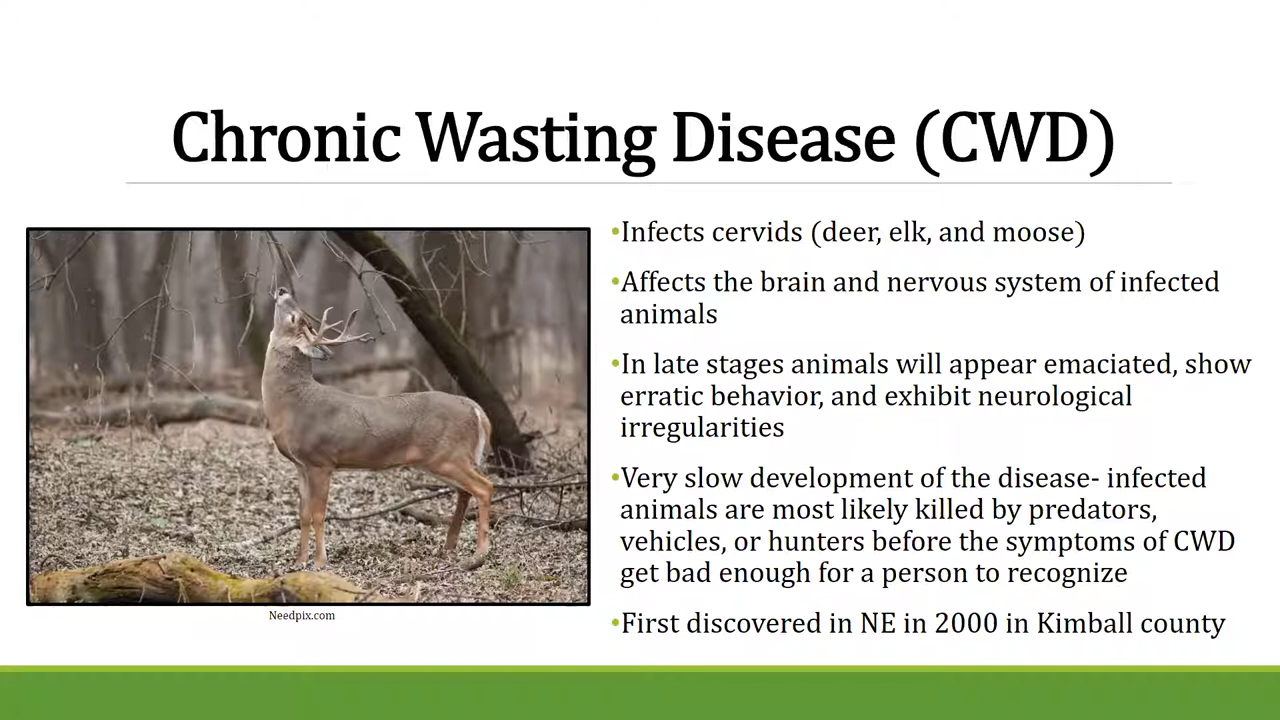 Chronic Wasting Disease (CWD)
•Infects cervids (deer, elk, and moose)
•Affects the brain and nervous system of infected
animals
•In late stages animals will appear emaciated, show
erratic behavior, and exhibit neurological
irregularities
•Very slow development of the disease- infected
animals are most likely killed by predators,
vehicles, or hunters before the symptoms of CWD
get bad enough for a person to recognize
•First discovered in NE in 2000 in Kimball county
Needpix.com